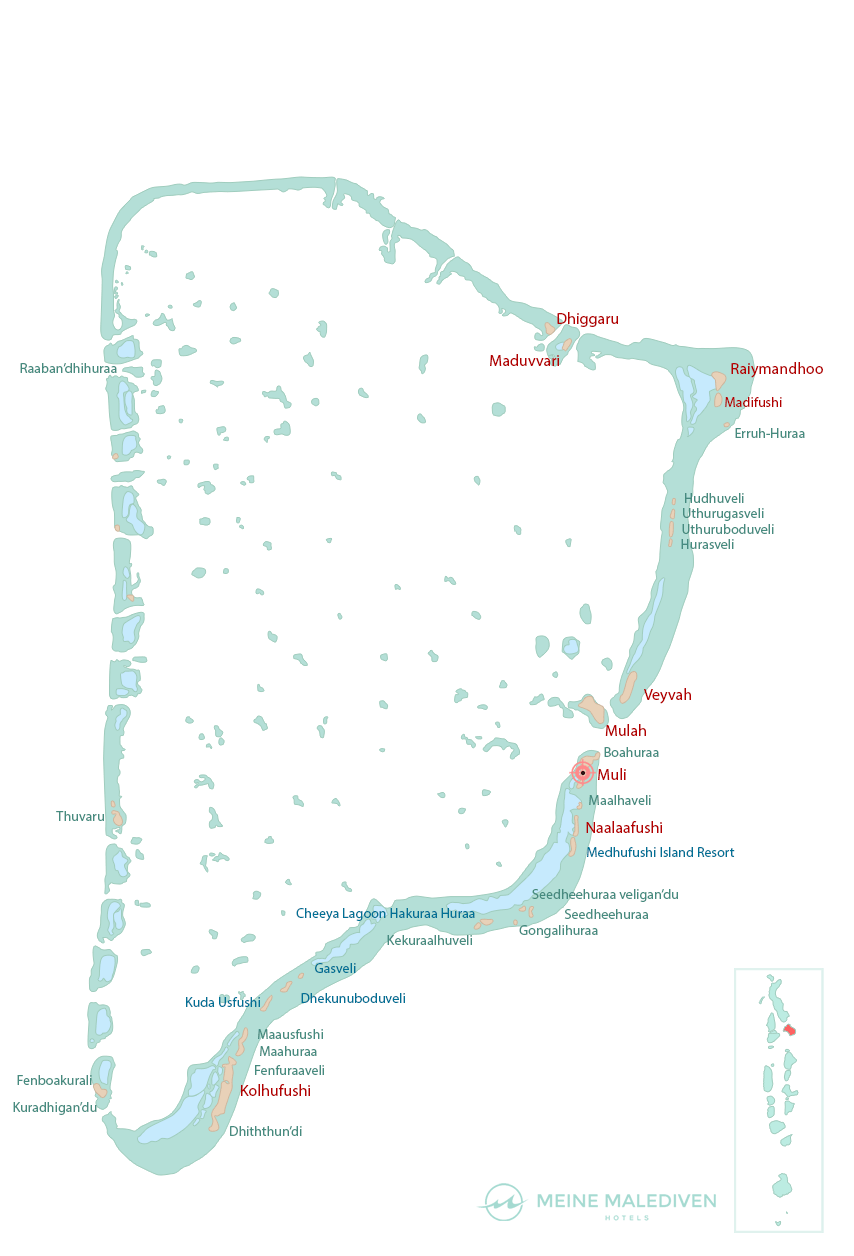 Dhiggaru
Maduvvari
Raaban’dhihuraa
Raiymandhoo
Madifushi
Erruh-Huraa
Hudhuveli
Uthurugasveli
Uthuruboduveli
Hurasveli
Veyvah
Mulah
Boahuraa
Muli
Maalhaveli
Thuvaru
Naalaafushi
Medhufushi Island Resort
Seedheehuraa veligan’du
Cheeya Lagoon Hakuraa Huraa
Seedheehuraa
Gongalihuraa
Kekuraalhuveli
Gasveli
Dhekunuboduveli
Kuda Usfushi
Maausfushi
Maahuraa
Fenfuraaveli
Fenboakurali
Kolhufushi
Kuradhigan’du
Dhiththun’di
MEINE MALEDIVEN
HOTELS